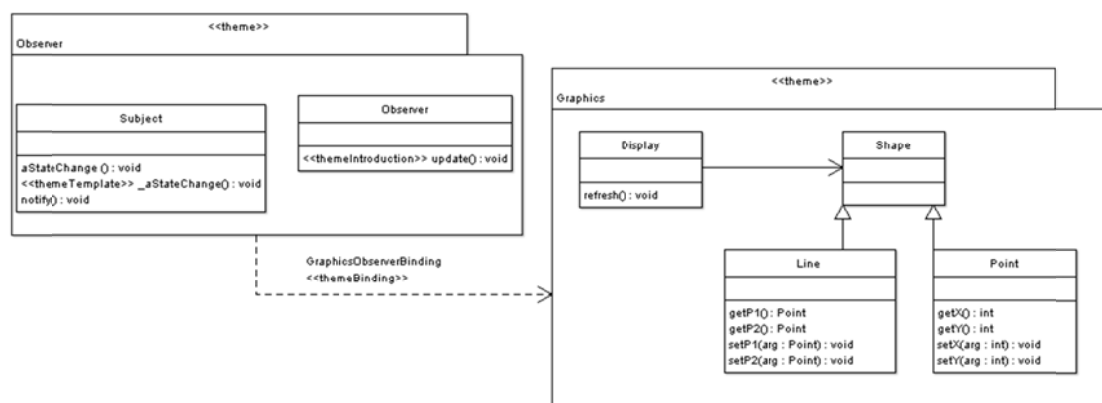 <<theme>>
Observer
Subject
aStateChange () : void
<<themeTemplate>> _aStateChange() : void
notify() : void
Observer
<<themeIntroduction>> update() : void
GraphicsObserverBinding
<<themeBinding>>
<<theme>>
Graphics
Display
refresh() : void
Shape
Line
getP1() : Point
getP2() : Point
setP1(arg : Point) : void
setP2(arg : Point) : void
Point
getX() : int
getY() : int
setX(arg : int) : void
setY(arg : int) : void